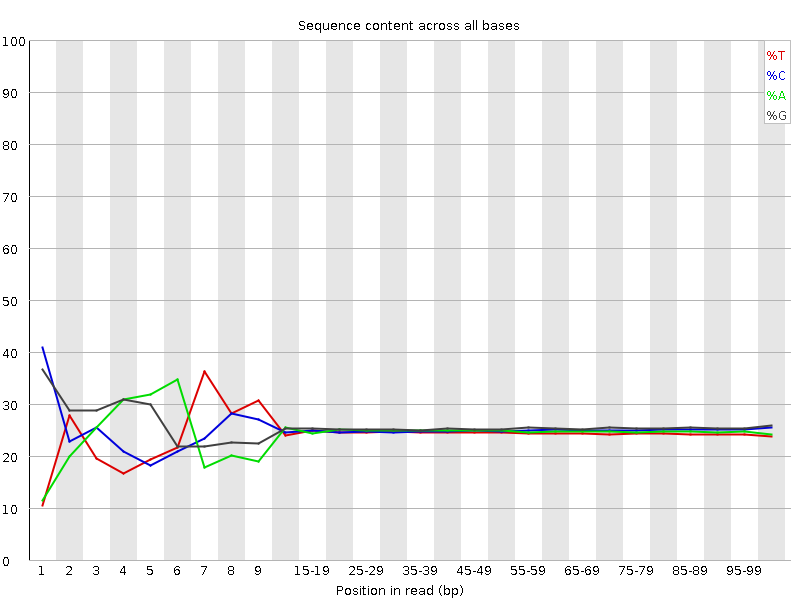 Sequence content across all bases
100
90
80
70
60
50
40
30
20
10
0
%T
%C
%A
%G
1 2 3 4 5 6 7 8 9 15-19 25-29 35-39 45-49 55-59 65-69 75-79 85-89 95-99
Position in read (bp)